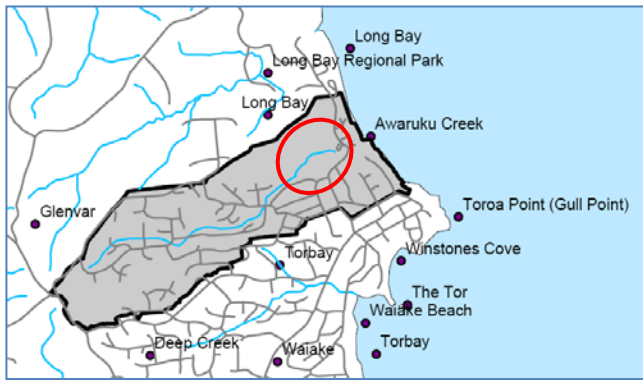 Long Bay
Long Bay Regional Park
Long Bay
Awaruku Creek
Glenvar
Toroa Point (Gull Point)
Torbay
Winstones Cove
The Tor
Waiake Beach
Deep Creek
Waiake
Torbay